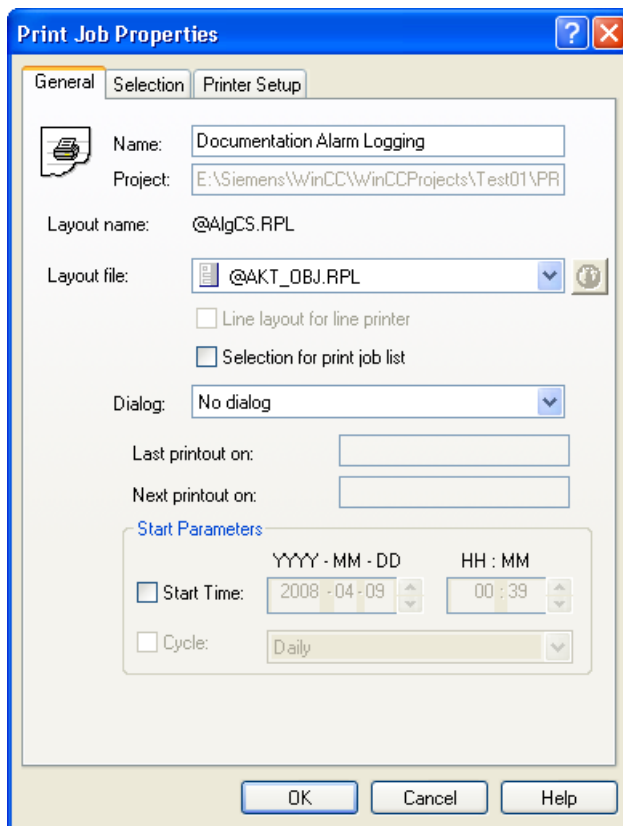 Print Job Properties
General Selection Printer Setup
Name: Documentation Alarm Logging
Project: E:\Siemens\WinCC\WinCCProjects\Test01\PR
Layout name: @AlgCS.RPL
Layout file: @AKT_OBJ.RPL
Line layout for line printer
Selection for print job list
Dialog: No dialog
Last printout on:
Next printout on:
Start Parameters
YYYY - MM - DD HH : MM
Start Time: 2008 -04 -09 00 : 39
Cycle: Daily
OK Cancel Help